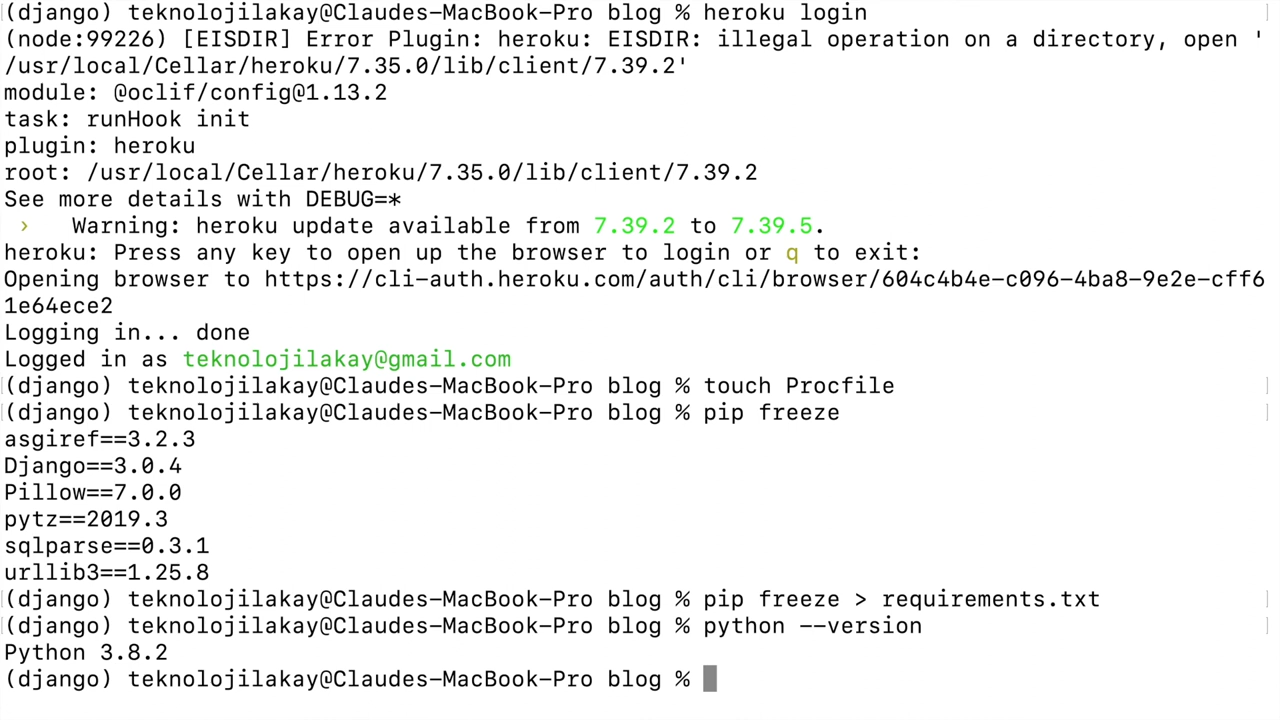 (django) teknolojilakay@Claudes-MacBook-Pro blog % heroku login
(node:99226) [EISDIR] Error Plugin: heroku: EISDIR: illegal operation on a directory, open '
/usr/local/Cellar/heroku/7.35.0/lib/client/7.39.2'
module: @oclif/config@1.13.2
task: runHook init
plugin: heroku
root: /usr/local/Cellar/heroku/7.35.0/lib/client/7.39.2
See more details with DEBUG=*
›   Warning: heroku update available from 7.39.2 to 7.39.5.
heroku: Press any key to open up the browser to login or q to exit:
Opening browser to https://cli-auth.heroku.com/auth/cli/browser/604c4b4e-c096-4ba8-9e2e-cff6
1e64ece2
Logging in... done
Logged in as teknolojilakay@gmail.com
(django) teknolojilakay@Claudes-MacBook-Pro blog % touch Procfile
(django) teknolojilakay@Claudes-MacBook-Pro blog % pip freeze
asgiref==3.2.3
Django==3.0.4
Pillow==7.0.0
pytz==2019.3
sqlparse==0.3.1
urllib3==1.25.8
(django) teknolojilakay@Claudes-MacBook-Pro blog % pip freeze > requirements.txt
(django) teknolojilakay@Claudes-MacBook-Pro blog % python --version
Python 3.8.2
(django) teknolojilakay@Claudes-MacBook-Pro blog %